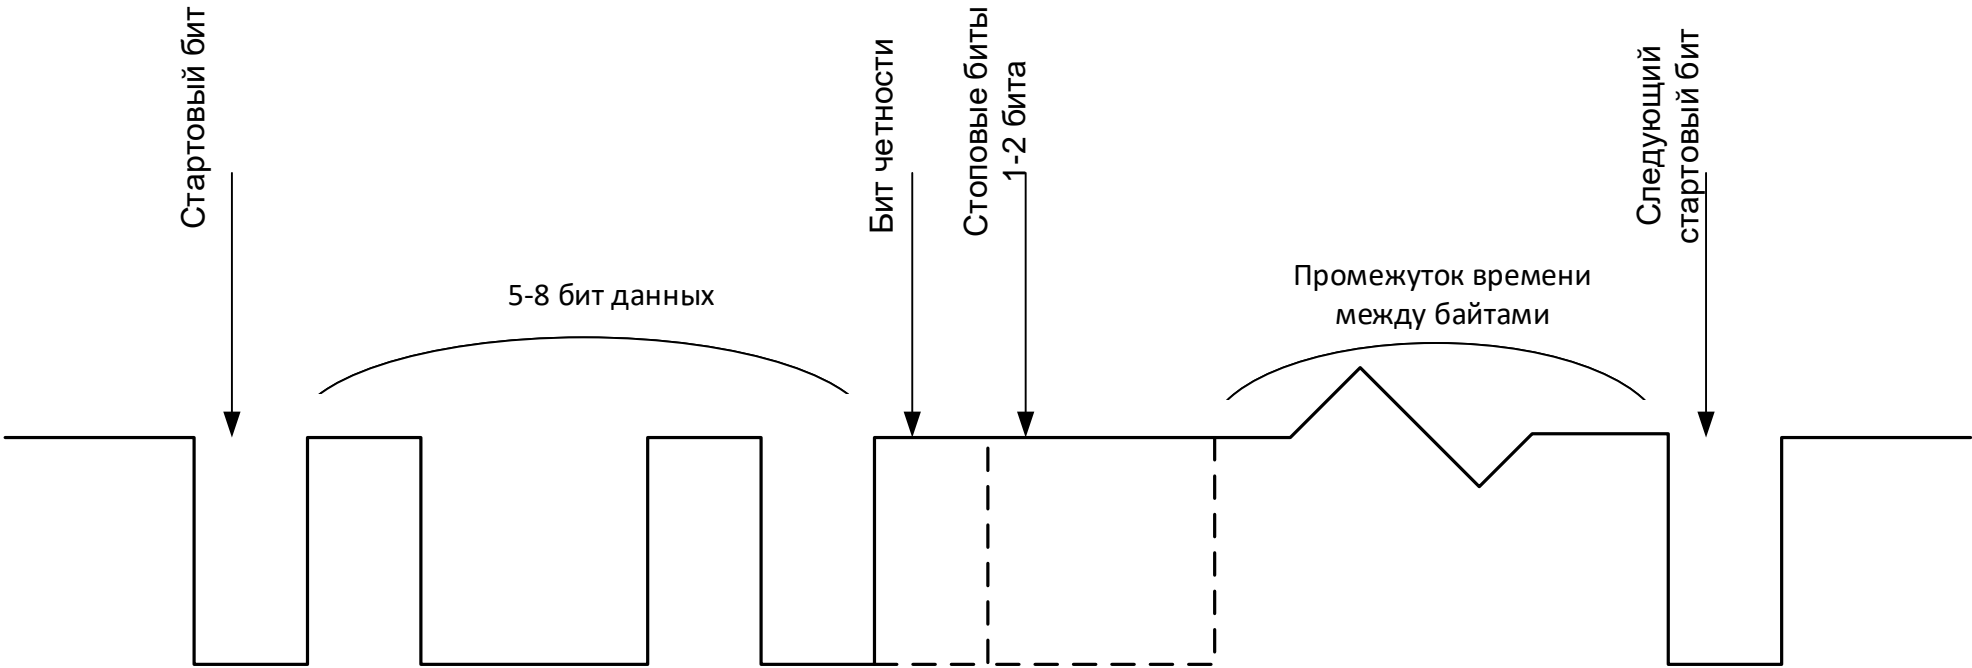 Стартовый бит
5-8 бит данных
Бит четности
Стоповые биты
1-2 бита
Промежуток времени
между байтами
Следующий
стартовый бит